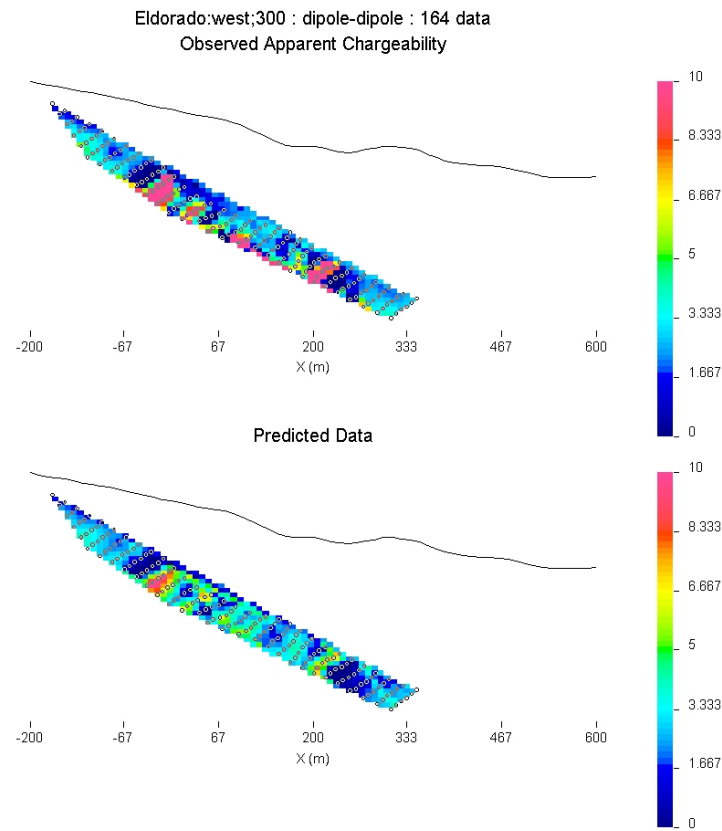 Eldorado:west;300 : dipole-dipole : 164 data
Observed Apparent Chargeability
10
8.333
6.667
5
3.333
1.667
0
-200 -67 67 200 333 467 600
X (m)
Predicted Data
10
8.333
6.667
5
3.333
1.667
0
-200 -67 67 200 333 467 600
X (m)